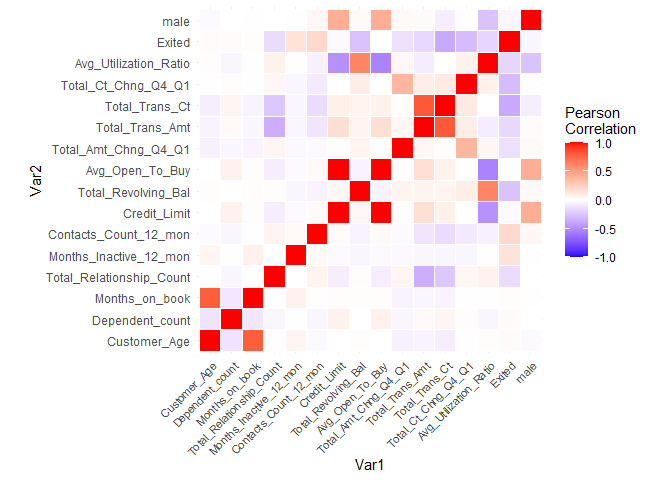 male
Exited
Avg_Utilization_Ratio
Total_Ct_Chng_Q4_Q1
Total_Trans_Ct
Total_Trans_Amt
Total_Amt_Chng_Q4_Q1
Avg_Open_To_Buy
Total_Revolving_Bal
Credit_Limit
Contacts_Count_12_mon
Months_Inactive_12_mon
Total_Relationship_Count
Months_on_book
Dependent_count
Customer_Age
Var2
Customer_Age
Dependent_count
Months_on_book
Total_Relationship_Count
Months_Inactive_12_mon
Contacts_Count_12_mon
Credit_Limit
Total_Revolving_Bal
Avg_Open_To_Buy
Total_Amt_Chng_Q4_Q1
Total_Trans_Amt
Total_Trans_Ct
Total_Ct_Chng_Q4_Q1
Avg_Utilization_Ratio
Exited
male
Var1
Pearson
Correlation
1.0
0.5
0.0
-0.5
-1.0